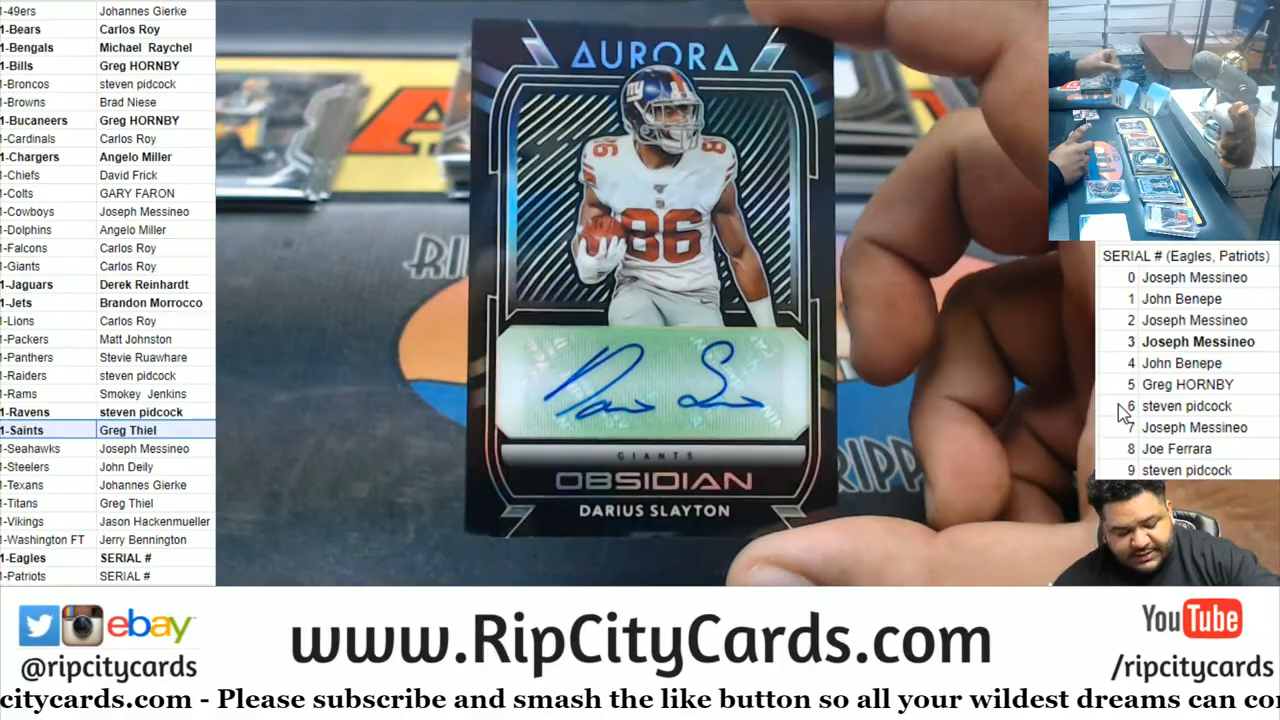 1-49ers Johannes Gierke
1-Bears Carlos Roy
1-Bengals Michael Raychel
1-Bills Greg HORNBY
1-Broncos steven pidcock
1-Browns Brad Niese
1-Bucaneers Greg HORNBY
1-Cardinals Carlos Roy
1-Chargers Angelo Miller
1-Chiefs David Frick
1-Colts GARY FARON
1-Cowboys Joseph Messineo
1-Dolphins Angelo Miller
1-Falcons Carlos Roy
1-Giants Carlos Roy
1-Jaguars Derek Reinhardt
1-Jets Brandon Morrocco
1-Lions Carlos Roy
1-Packers Matt Johnston
1-Panthers Stevie Ruawhare
1-Raiders steven pidcock
1-Rams Smokey Jenkins
1-Ravens steven pidcock
1-Saints Greg Thiel
1-Seahawks Joseph Messineo
1-Steelers John Deily
1-Texans Johannes Gierke
1-Titans Greg Thiel
1-Vikings Jason Hackenmueller
1-Washington FT Jerry Bennington
1-Eagles SERIAL #
1-Patriots SERIAL #
AURORA
ny
86
86
86
GIANTS
OBSIDIAN
DARIUS SLAYTON
RIP
RIPP
SERIAL # (Eagles, Patriots)
0 Joseph Messineo
1 John Benepe
2 Joseph Messineo
3 Joseph Messineo
4 John Benepe
5 Greg HORNBY
6 steven pidcock
7 Joseph Messineo
8 Joe Ferrara
9 steven pidcock
ebay
@ripcitycards
www.RipCityCards.com
YouTube
/ripcitycards
citycards.com - Please subscribe and smash the like button so all your wildest dreams can co